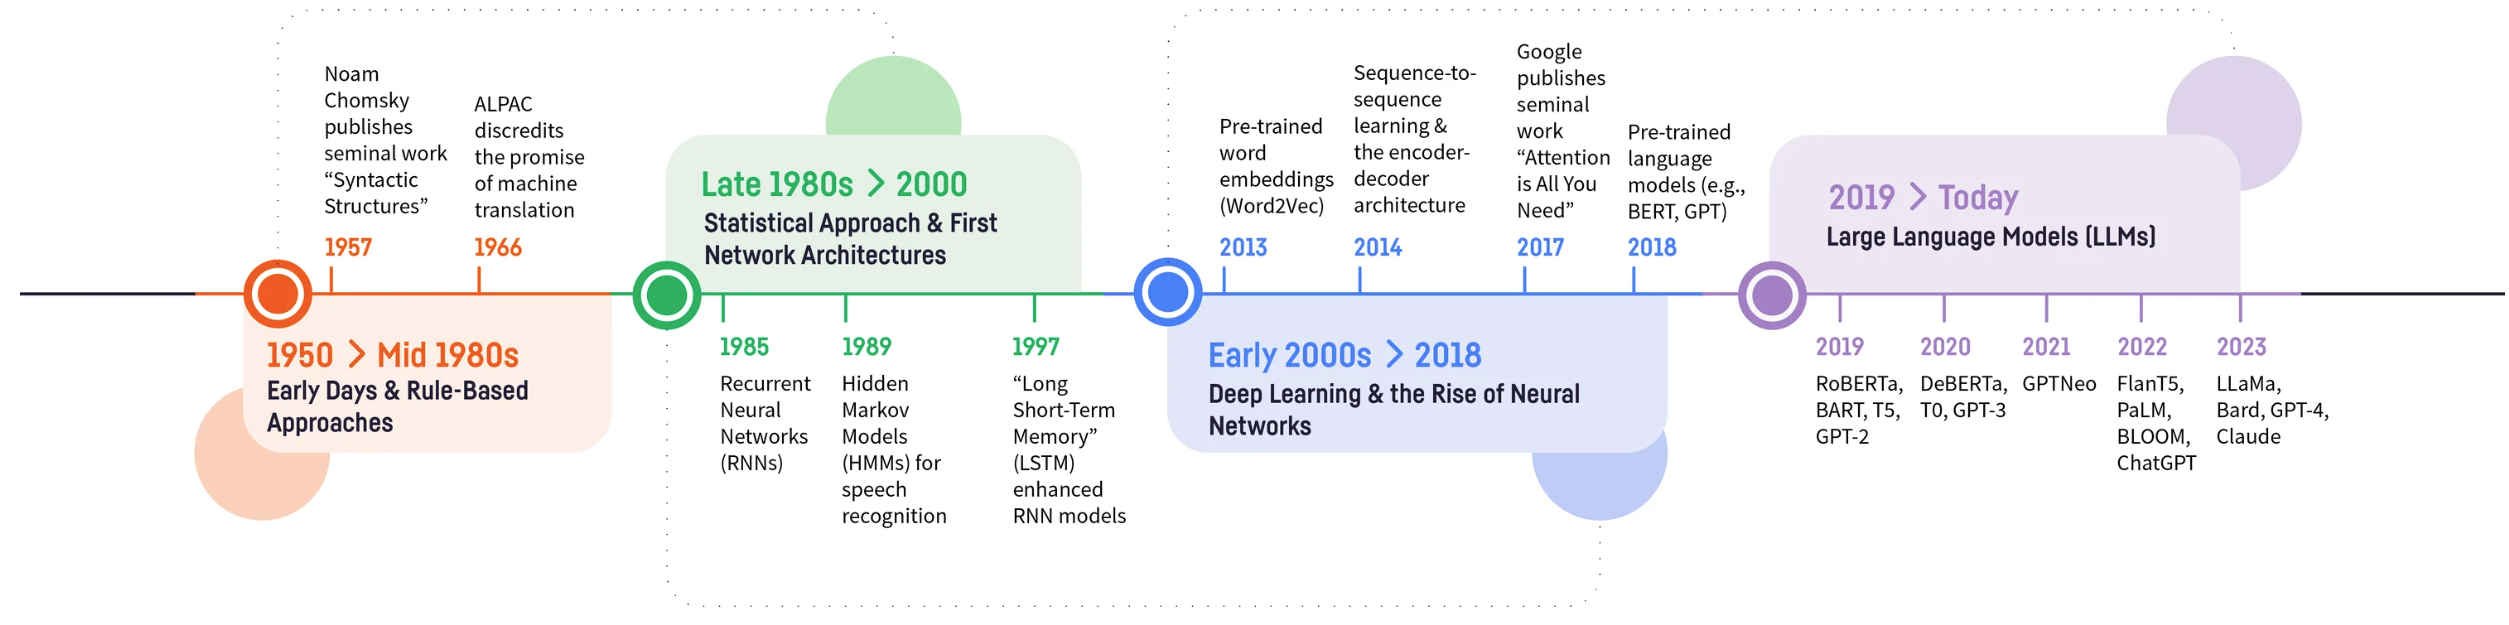 Noam
Chomsky
publishes
seminal work
“Syntactic
Structures”
1957
ALPAC
discredits
the promise
of machine
translation
1966
1950 > Mid 1980s
Early Days & Rule-Based
Approaches
Late 1980s > 2000
Statistical Approach & First
Network Architectures
1985
Recurrent
Neural
Networks
(RNNs)
1989
Hidden
Markov
Models
(HMMs) for
speech
recognition
1997
“Long
Short-Term
Memory”
(LSTM)
enhanced
RNN models
Pre-trained
word
embeddings
(Word2Vec)
2013
Sequence-to-
sequence
learning &
the encoder-
decoder
architecture
2014
Google
publishes
seminal
work
“Attention
is All You
Need”
2017
Pre-trained
language
models (e.g.,
BERT, GPT)
2018
Early 2000s > 2018
Deep Learning & the Rise of Neural
Networks
2019 > Today
Large Language Models (LLMs)
2019
RoBERTa,
BART, T5,
GPT-2
2020
DeBERTa,
T0, GPT-3
2021
GPTNeo
2022
FlanT5,
PaLM,
BLOOM,
ChatGPT
2023
LLaMa,
Bard, GPT-4,
Claude